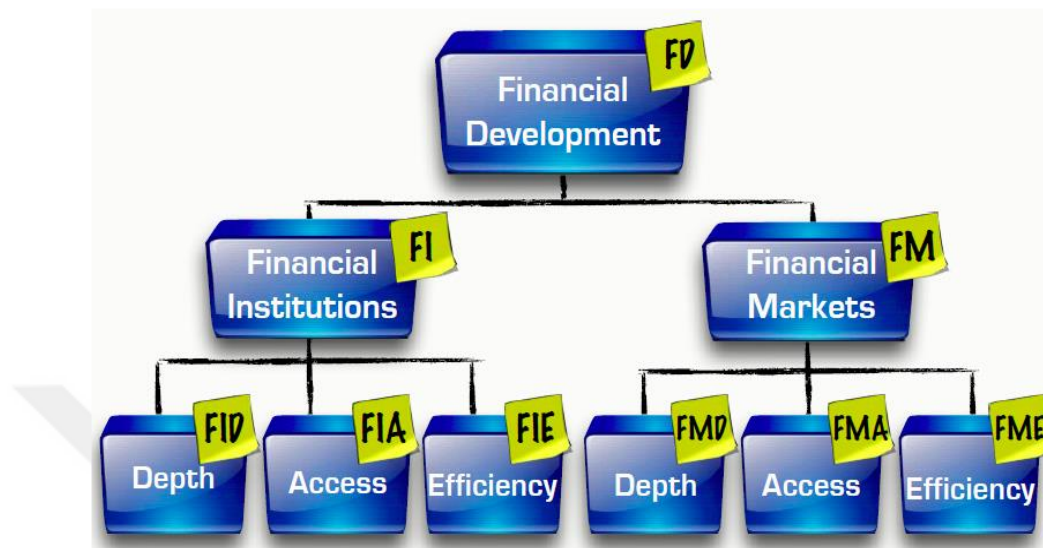 FD
Financial
Development
FI
Financial
Institutions
FM
Financial
Markets
FID
Depth
FIA
Access
FIE
Efficiency
FMD
Depth
FMA
Access
FME
Efficiency